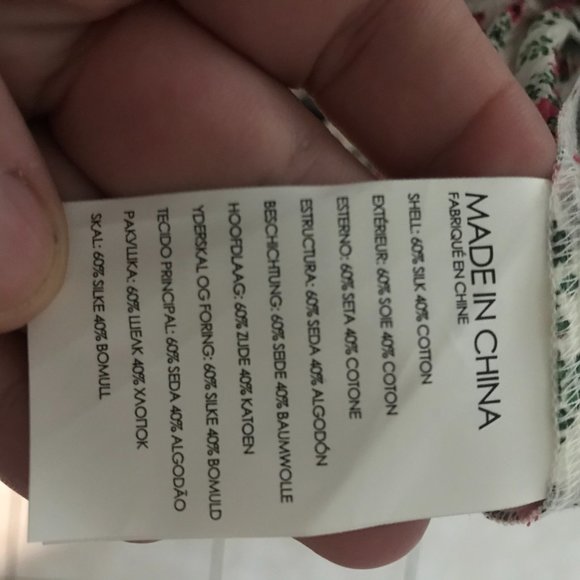 MADE IN CHINA
FABRIQUÉ EN CHINE
SHELL: 60% SILK 40% COTTON
EXTÉRIEUR: 60% SOIE 40% COTON
ESTERNO: 60% SETA 40% COTONE
ESTRUCTURA: 60% SEDA 40% ALGODÓN
BESCHICHTUNG: 60% SEIDE 40% BAUMWOLLE
HOOFDLAAG: 60% ZIJDE 40% KATOEN
YDERSKAL OG FORING: 60% SILKE 40% BOMULD
TECIDO PRINCIPAL: 60% SEDA 40% ALGODÃO
РАКУШКА: 60% ШЕЛК 40% ХЛОПОК
SKAL: 60% SILKE 40% BOMULL